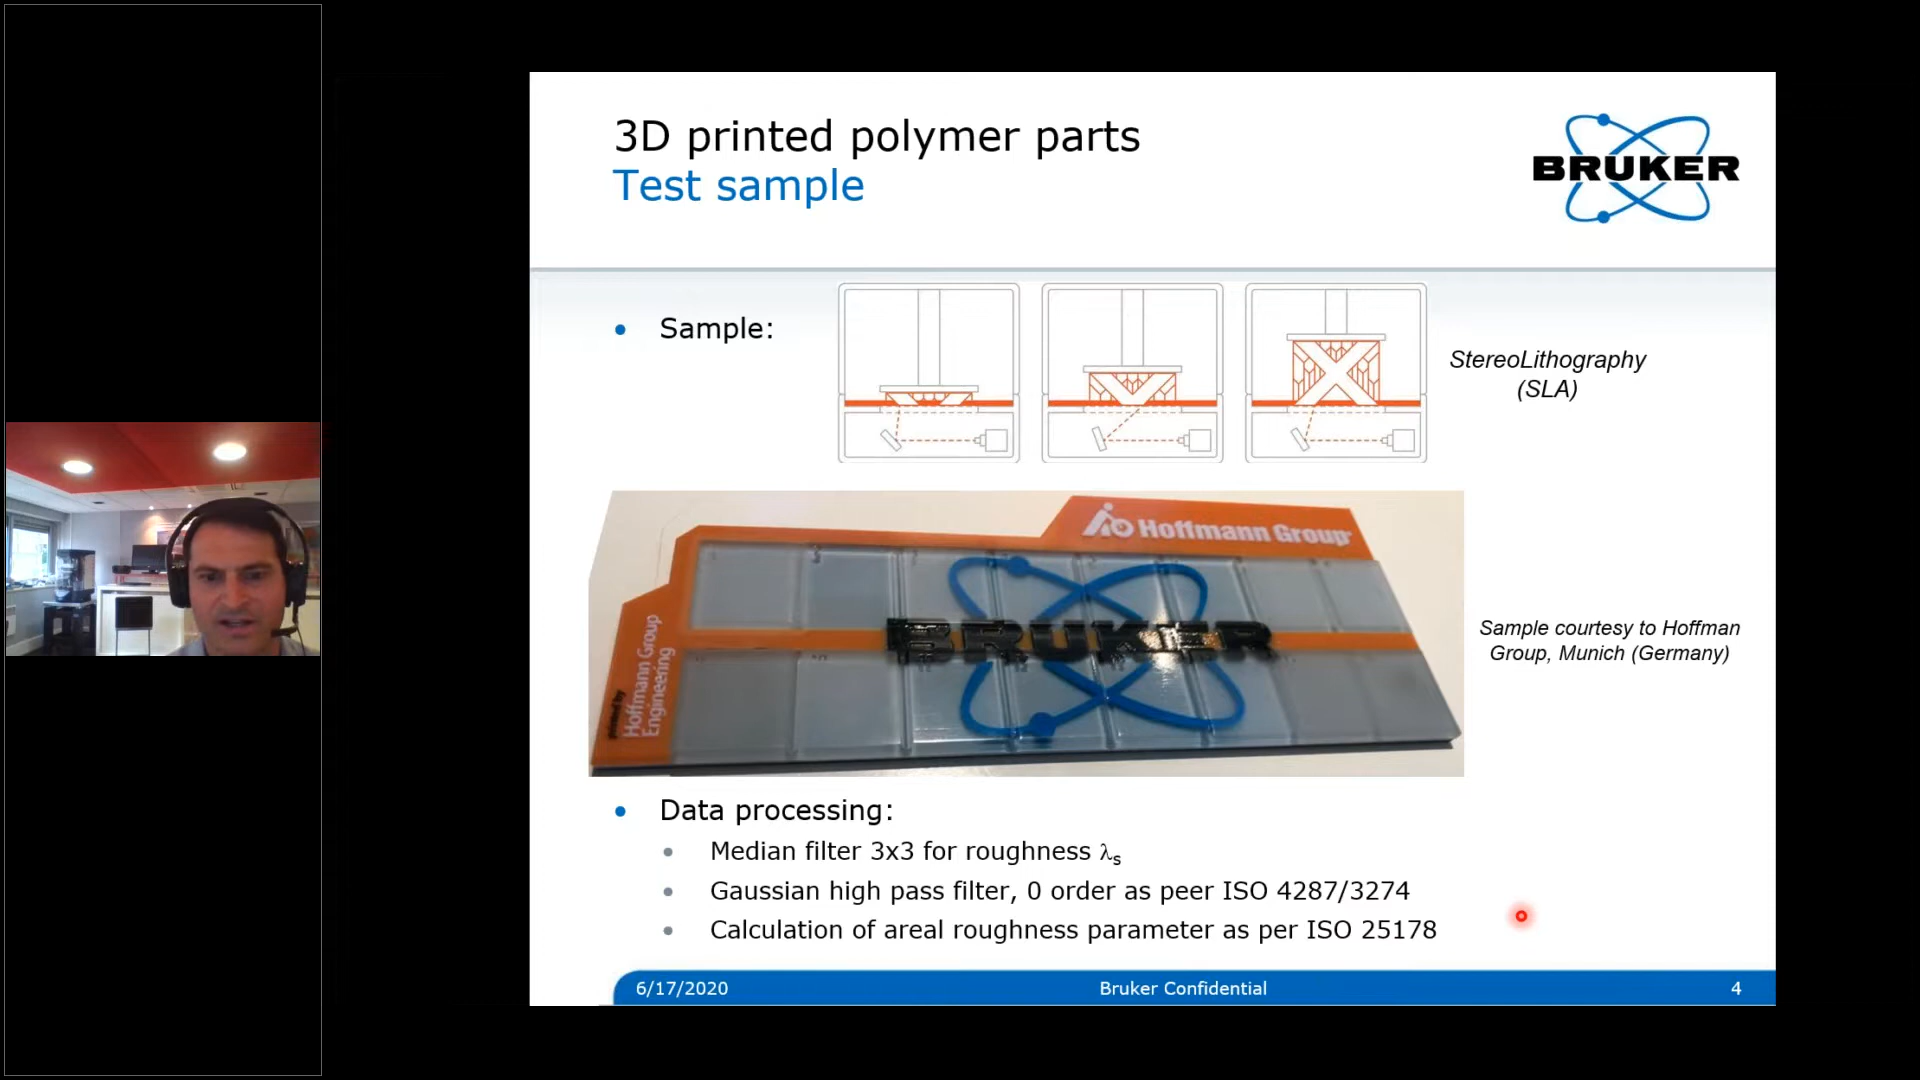 3D printed polymer parts
Test sample
BRUKER
Sample:
StereoLithography
(SLA)
Hoffmann Group
BRUKER
printed by
Hoffmann Group
Engineering
Sample courtesy to Hoffman
Group, Munich (Germany)
Data processing:
Median filter 3x3 for roughness λs
Gaussian high pass filter, 0 order as peer ISO 4287/3274
Calculation of areal roughness parameter as per ISO 25178
6/17/2020
Bruker Confidential
4